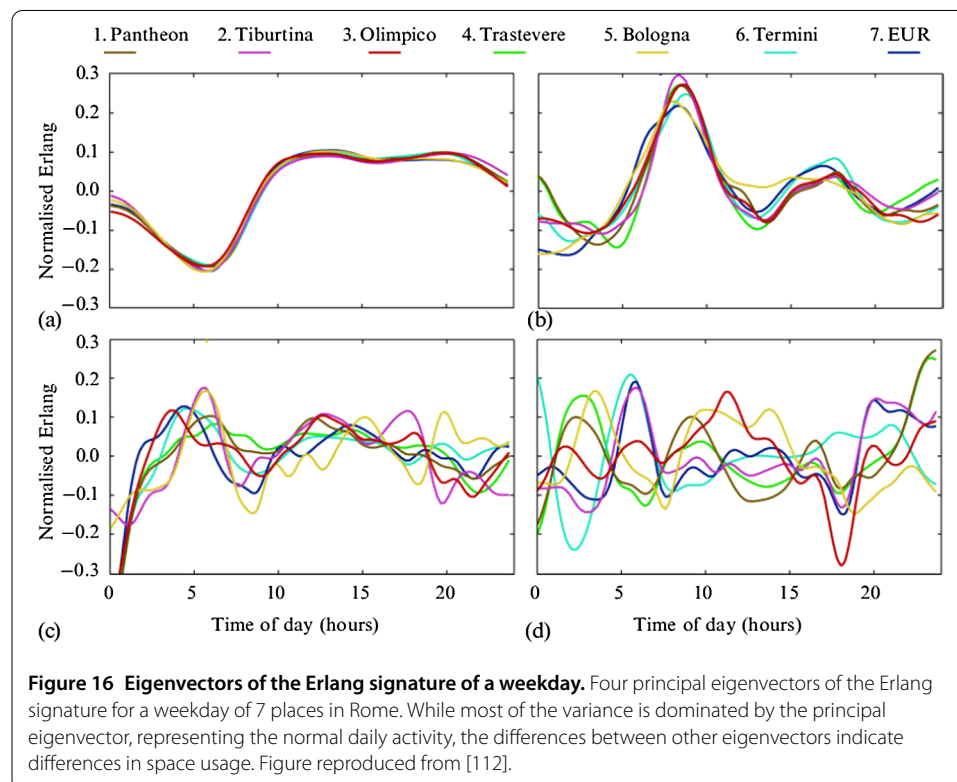 1. Pantheon 2. Tiburtina 3. Olimpico 4. Trastevere 5. Bologna 6. Termini 7. EUR
0.3
0.2
0.1
0.0
−0.1
−0.2
−0.3
Normalised Erlang
(a)
0 5 10 15 20
(b)
0.3
0.2
0.1
0.0
−0.1
−0.2
−0.3
Normalised Erlang
0 5 10 15 20
0 5 10 15 20
Time of day (hours)
Time of day (hours)
(c)
(d)
Figure 16 Eigenvectors of the Erlang signature of a weekday. Four principal eigenvectors of the Erlang
signature for a weekday of 7 places in Rome. While most of the variance is dominated by the principal
eigenvector, representing the normal daily activity, the differences between other eigenvectors indicate
differences in space usage. Figure reproduced from [112].